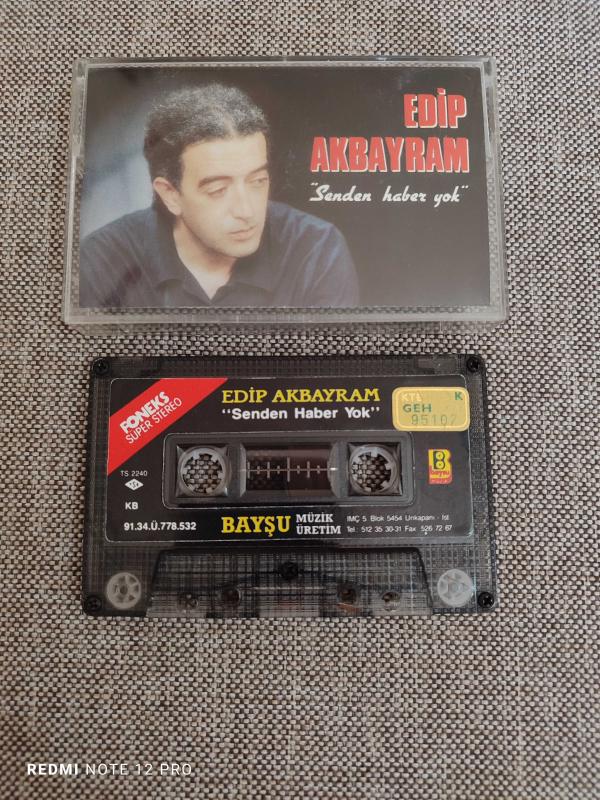 EDİP
AKBAYRAM
"Senden haber yok"
FONEKS
SUPER STEREO
EDİP AKBAYRAM
"Senden Haber Yok"
KTL K
GEH
95107
TS 2240
KB
91.34.Ü.778.532
BAYŞU MÜZİK
ÜRETİM
B
İMÇ 5. Blok 5454 Unkapanı - İst.
Tel: 512 35 30-31 Fax: 526 72 67
REDMI NOTE 12 PRO